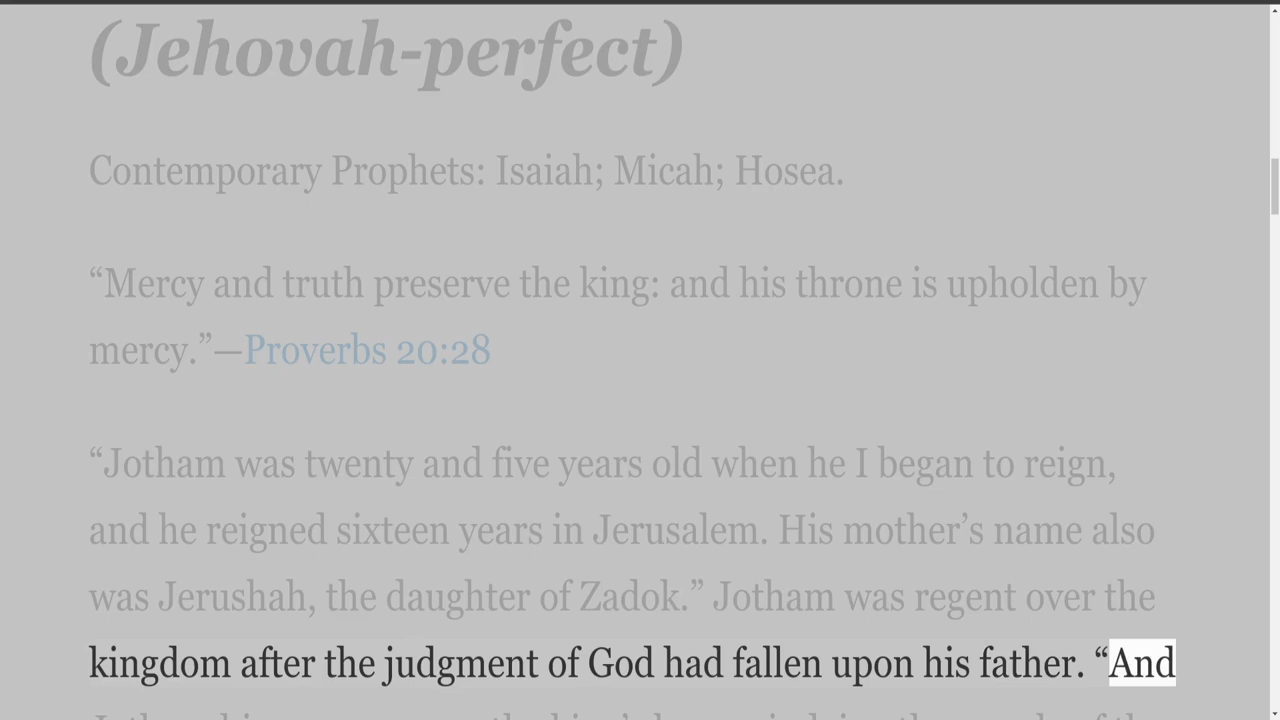 (Jehovah-perfect)
Contemporary Prophets: Isaiah; Micah; Hosea.
“Mercy and truth preserve the king: and his throne is upholden by
mercy.”—Proverbs 20:28
“Jotham was twenty and five years old when he I began to reign,
and he reigned sixteen years in Jerusalem. His mother’s name also
was Jerushah, the daughter of Zadok.” Jotham was regent over the
kingdom after the judgment of God had fallen upon his father. “And